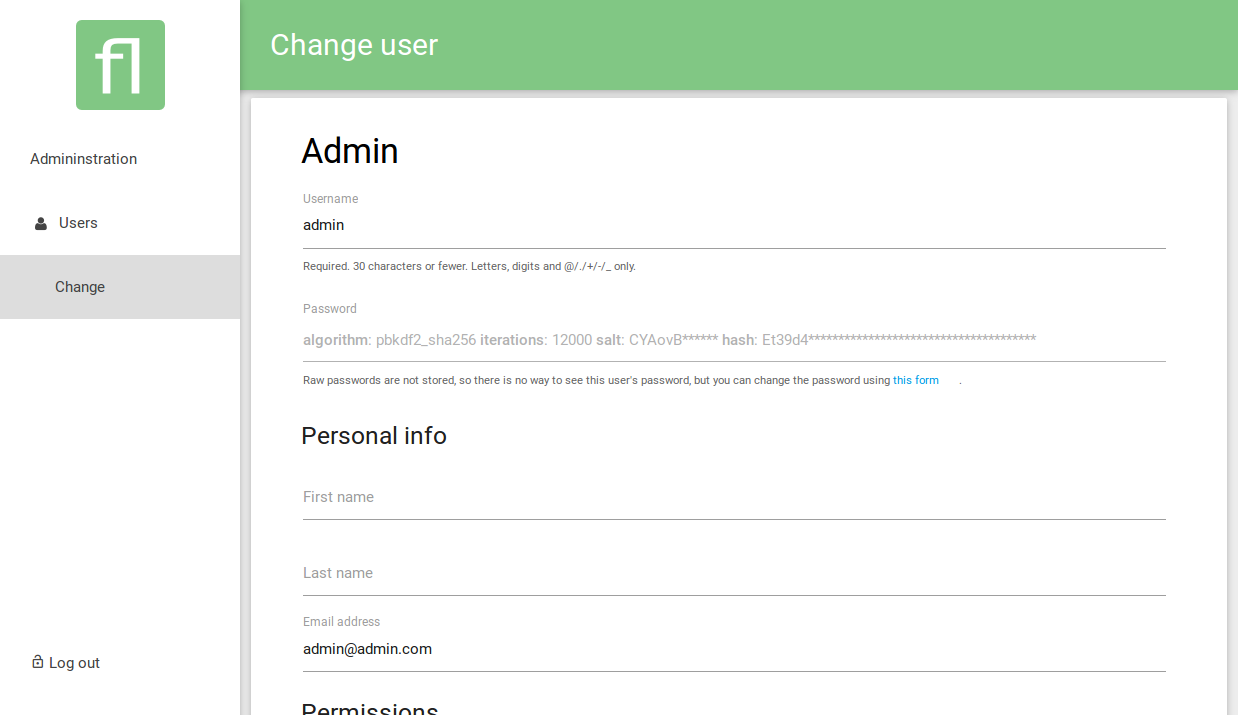 fl
Change user
Admininstration
Users
Change
Log out
Admin
Username
admin
Required. 30 characters or fewer. Letters, digits and @/./+/-/_ only.
Password
algorithm: pbkdf2_sha256 iterations: 12000 salt: CYAovB****** hash: Et39d4**************************************
Raw passwords are not stored, so there is no way to see this user's password, but you can change the password using this form .
Personal info
First name
Last name
Email address
admin@admin.com
Permissions